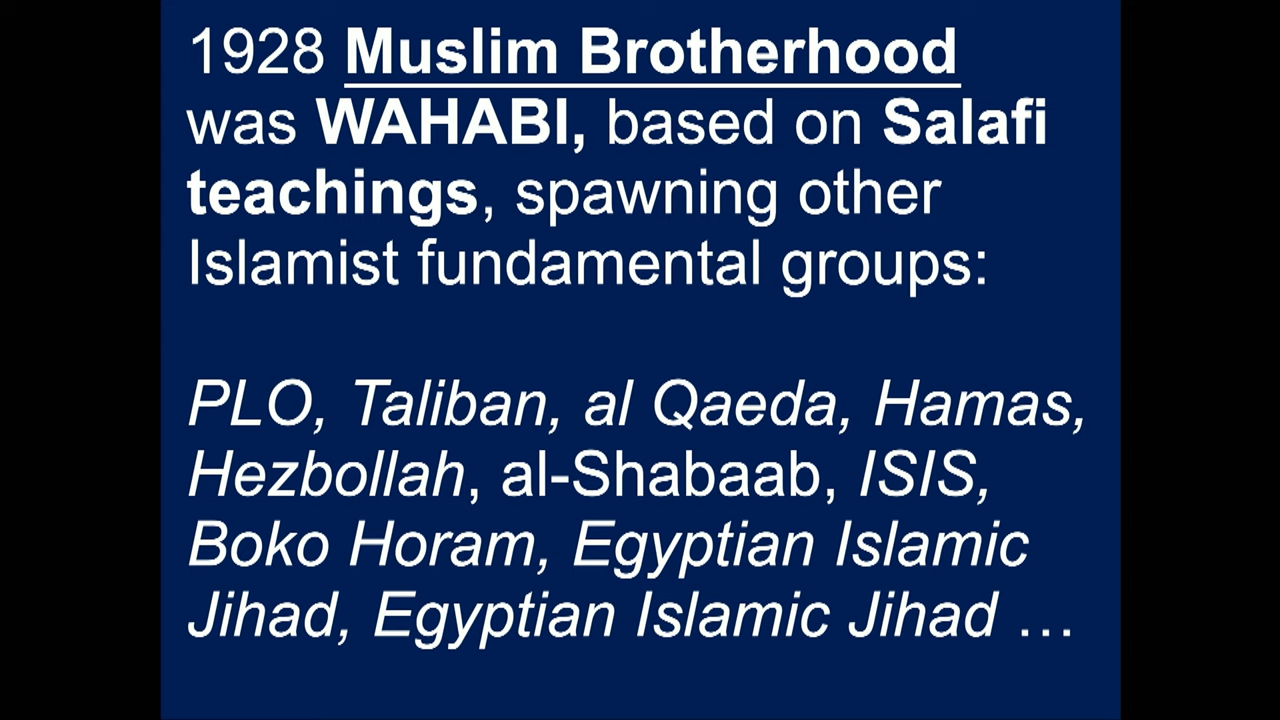 1928 Muslim Brotherhood
was WAHABI, based on Salafi
teachings, spawning other
Islamist fundamental groups:
PLO, Taliban, al Qaeda, Hamas,
Hezbollah, al-Shabaab, ISIS,
Boko Horam, Egyptian Islamic
Jihad, Egyptian Islamic Jihad …